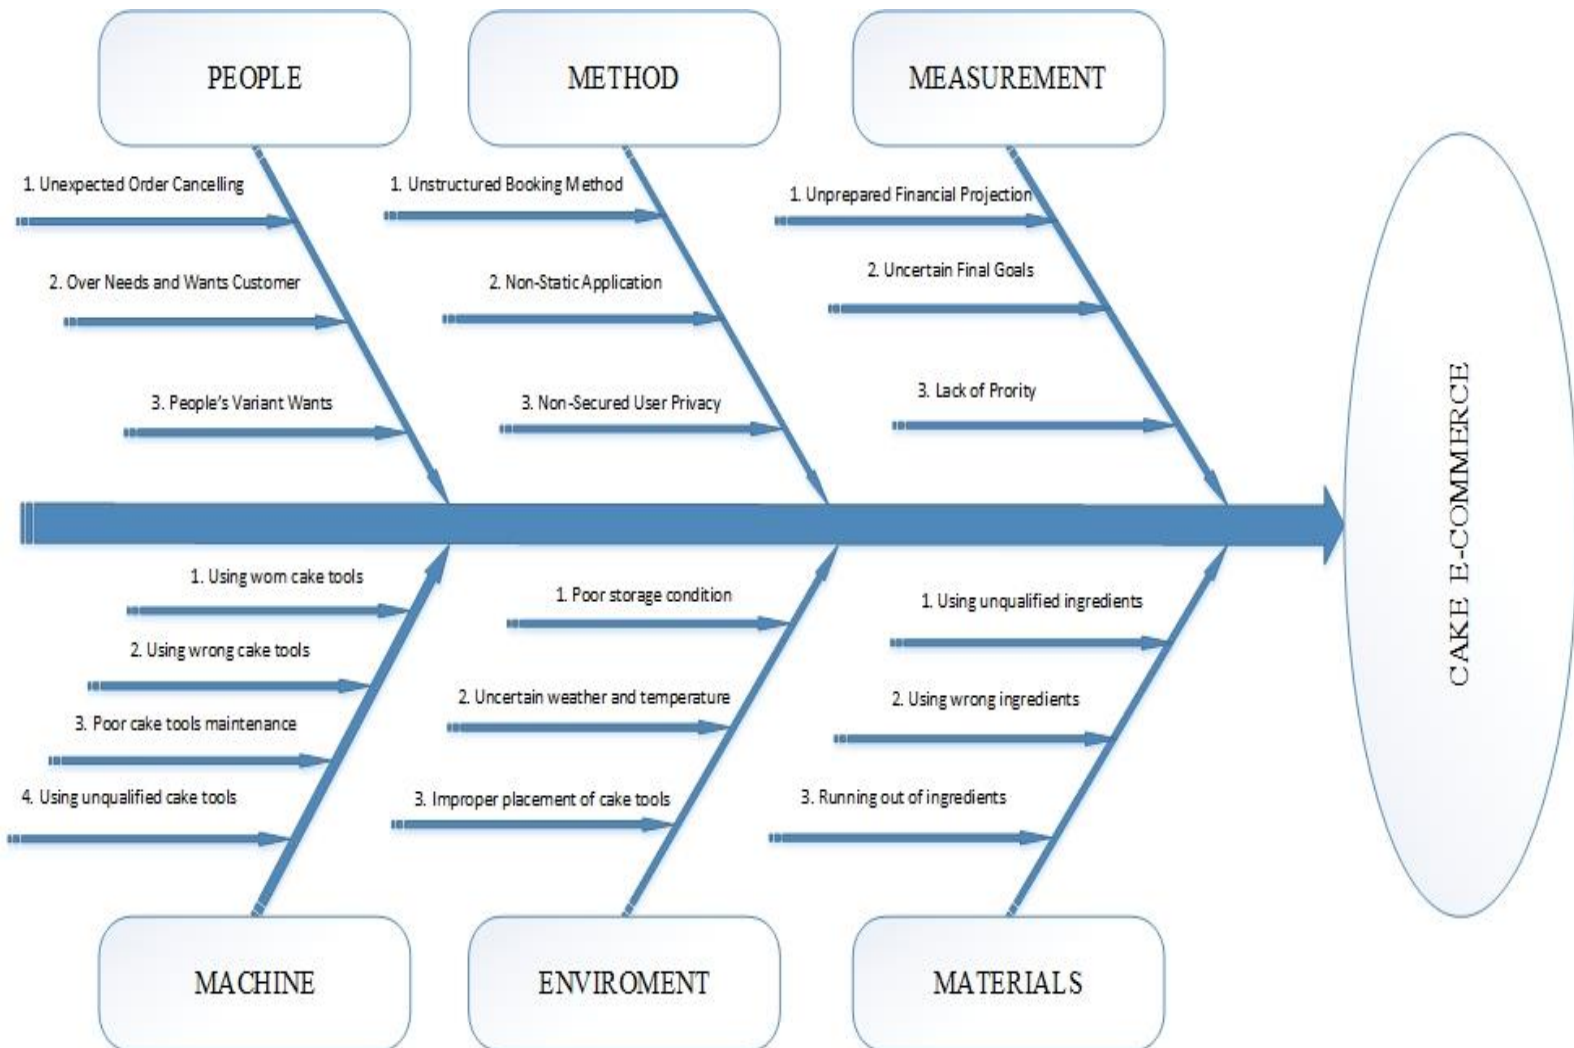 PEOPLE
METHOD
MEASUREMENT
1. Unexpected Order Cancelling
2. Over Needs and Wants Customer
3. People's Variant Wants
1. Unstructured Booking Method
2. Non-Static Application
3. Non-Secured User Privacy
1. Unprepared Financial Projection
2. Uncertain Final Goals
3. Lack of Prority
CAKE E-COMMERCE
1. Using worn cake tools
2. Using wrong cake tools
3. Poor cake tools maintenance
4. Using unqualified cake tools
1. Poor storage condition
2. Uncertain weather and temperature
3. Improper placement of cake tools
1. Using unqualified ingredients
2. Using wrong ingredients
3. Running out of ingredients
MACHINE
ENVIROMENT
MATERIALS